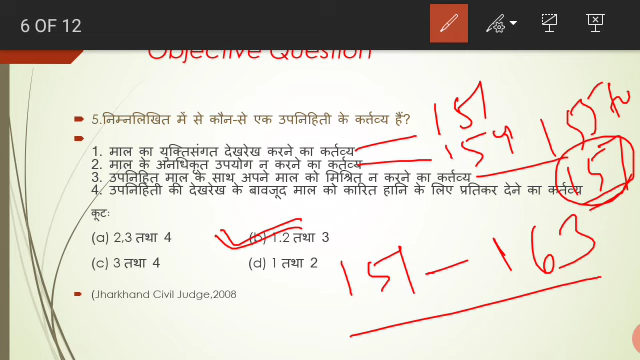 6 OF 12
Objective Question
5.निम्नलिखित में से कौन-से एक उपनिहिती के कर्तव्य हैं?
1. माल का युक्तिसंगत देखरेख करने का कर्तव्य
2. माल के अनधिकृत उपयोग न करने का कर्तव्य
3. उपनिहित माल के साथ अपने माल को मिश्रित न करने का कर्तव्य
4. उपनिहिती की देखरेख के बावजूद माल को कारित हानि के लिए प्रतिकर देने का कर्तव्य
कूटः
(a) 2,3 तथा 4 (b) 1.2 तथा 3
(c) 3 तथा 4 (d) 1 तथा 2
(Jharkhand Civil Judge,2008
151
154
151
151 - 163